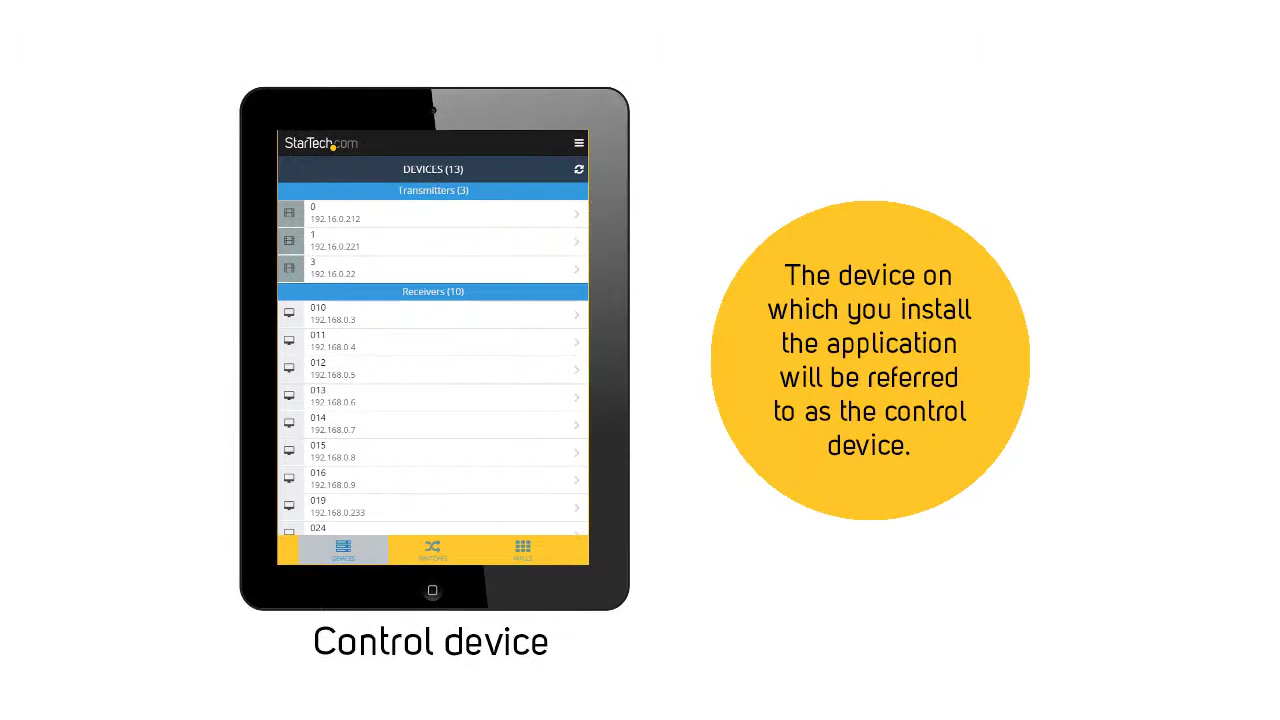 StarTech.com
DEVICES (13)
Transmitters (3)
0
192.16.0.212
1
192.16.0.221
3
192.16.0.22
Receivers (10)
010
192.168.0.3
011
192.168.0.4
012
192.168.0.5
013
192.168.0.6
014
192.168.0.7
015
192.168.0.8
016
192.168.0.9
019
192.168.0.233
024
DEVICES
SWITCHES
WALLS
Control device
The device on
which you install
the application
will be referred
to as the control
device.